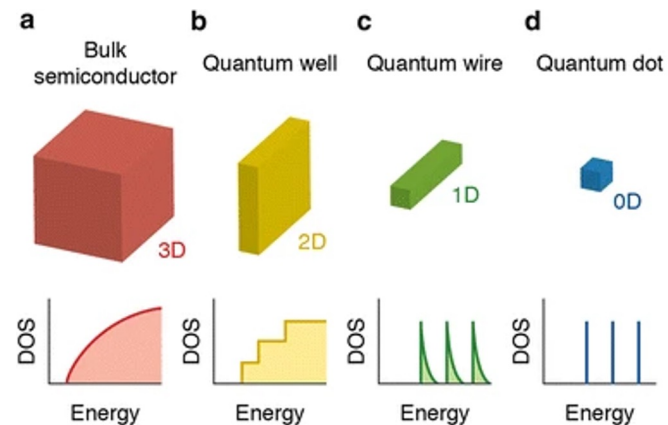 a
Bulk
semiconductor
3D
DOS
Energy
b
Quantum well
2D
DOS
Energy
c
Quantum wire
1D
DOS
Energy
d
Quantum dot
0D
DOS
Energy